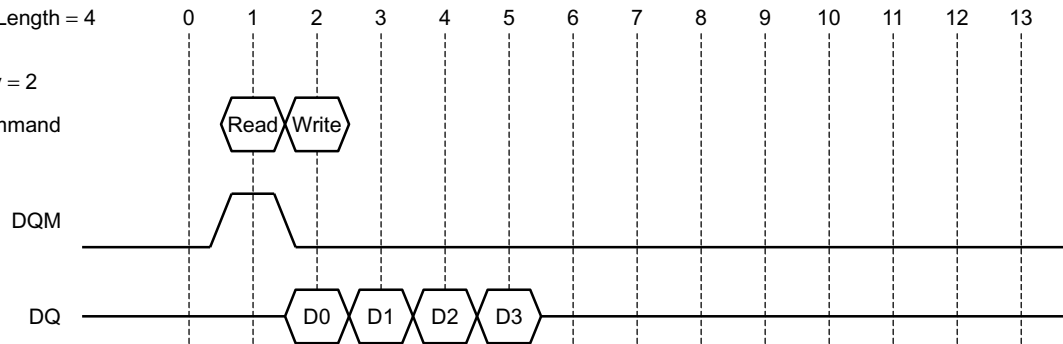 Length = 4 0 1 2 3 4 5 6 7 8 9 10 11 12 13
= 2
Read Write
DQM
DQ D0 D1 D2 D3